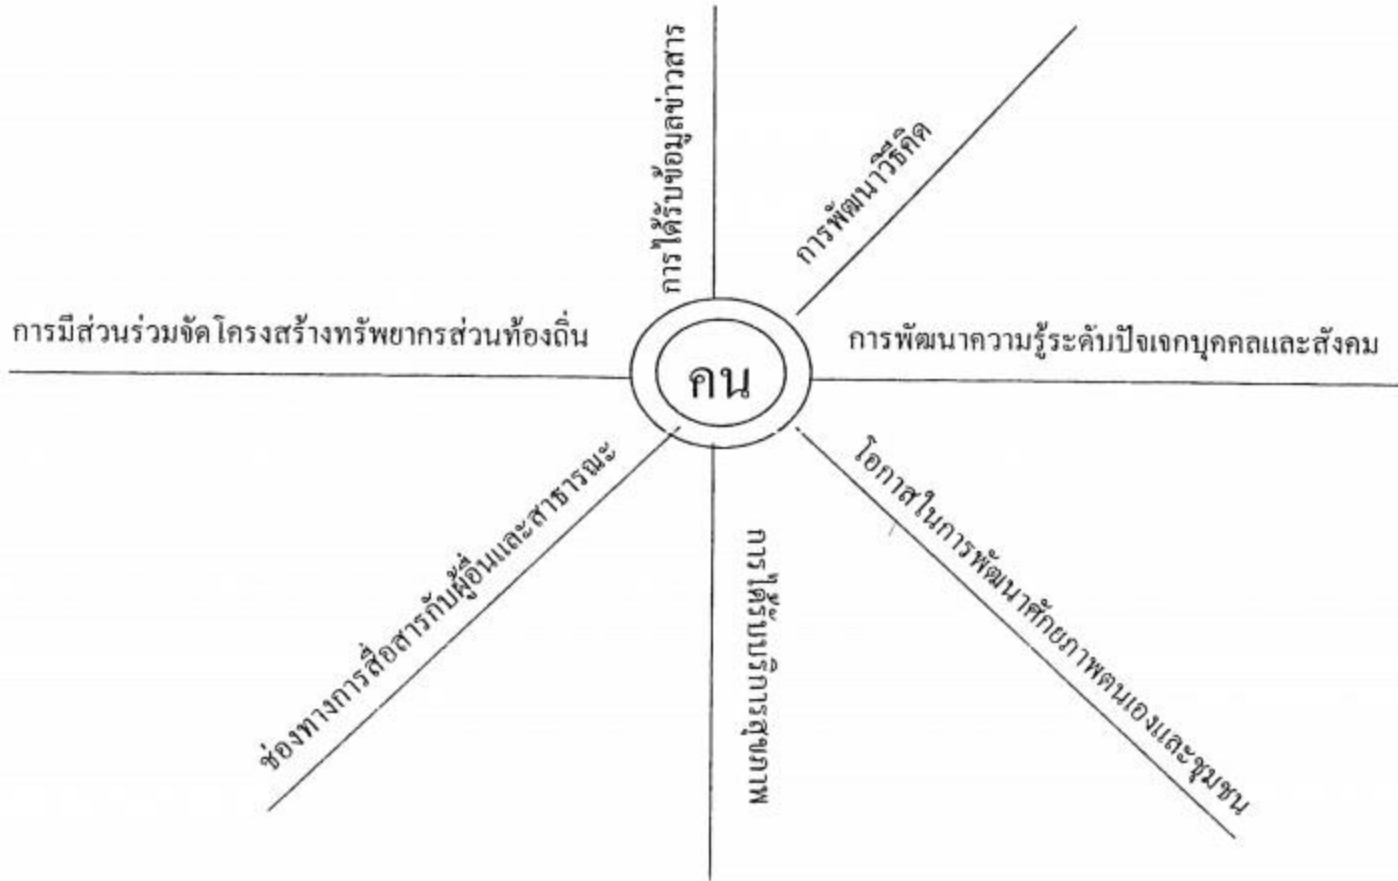 การได้รับข้อมูลข่าวสาร
การพัฒนาวิธีคิด
การมีส่วนร่วมจัดโครงสร้างทรัพยากรส่วนท้องถิ่น
การพัฒนาความรู้ระดับปัจเจกบุคคลและสังคม
คน
ช่องทางการสื่อสารกับผู้อื่นและสาธารณะ
การได้รับบริการสุขภาพ
โอกาสในการพัฒนาศักยภาพตนเองและชุมชน